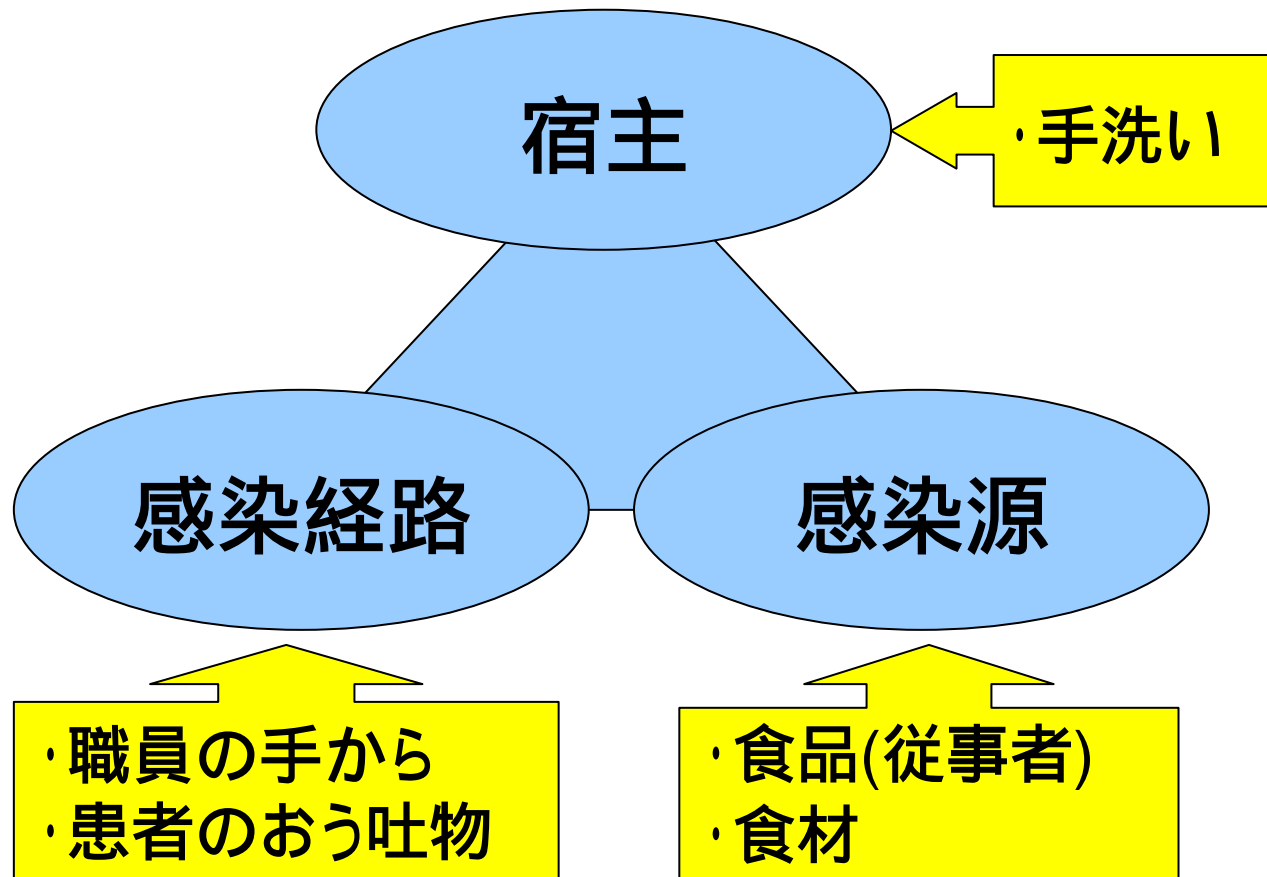 宿主
・手洗い
感染経路
感染源
・職員の手から
・患者のおう吐物
・食品(従事者)
・食材